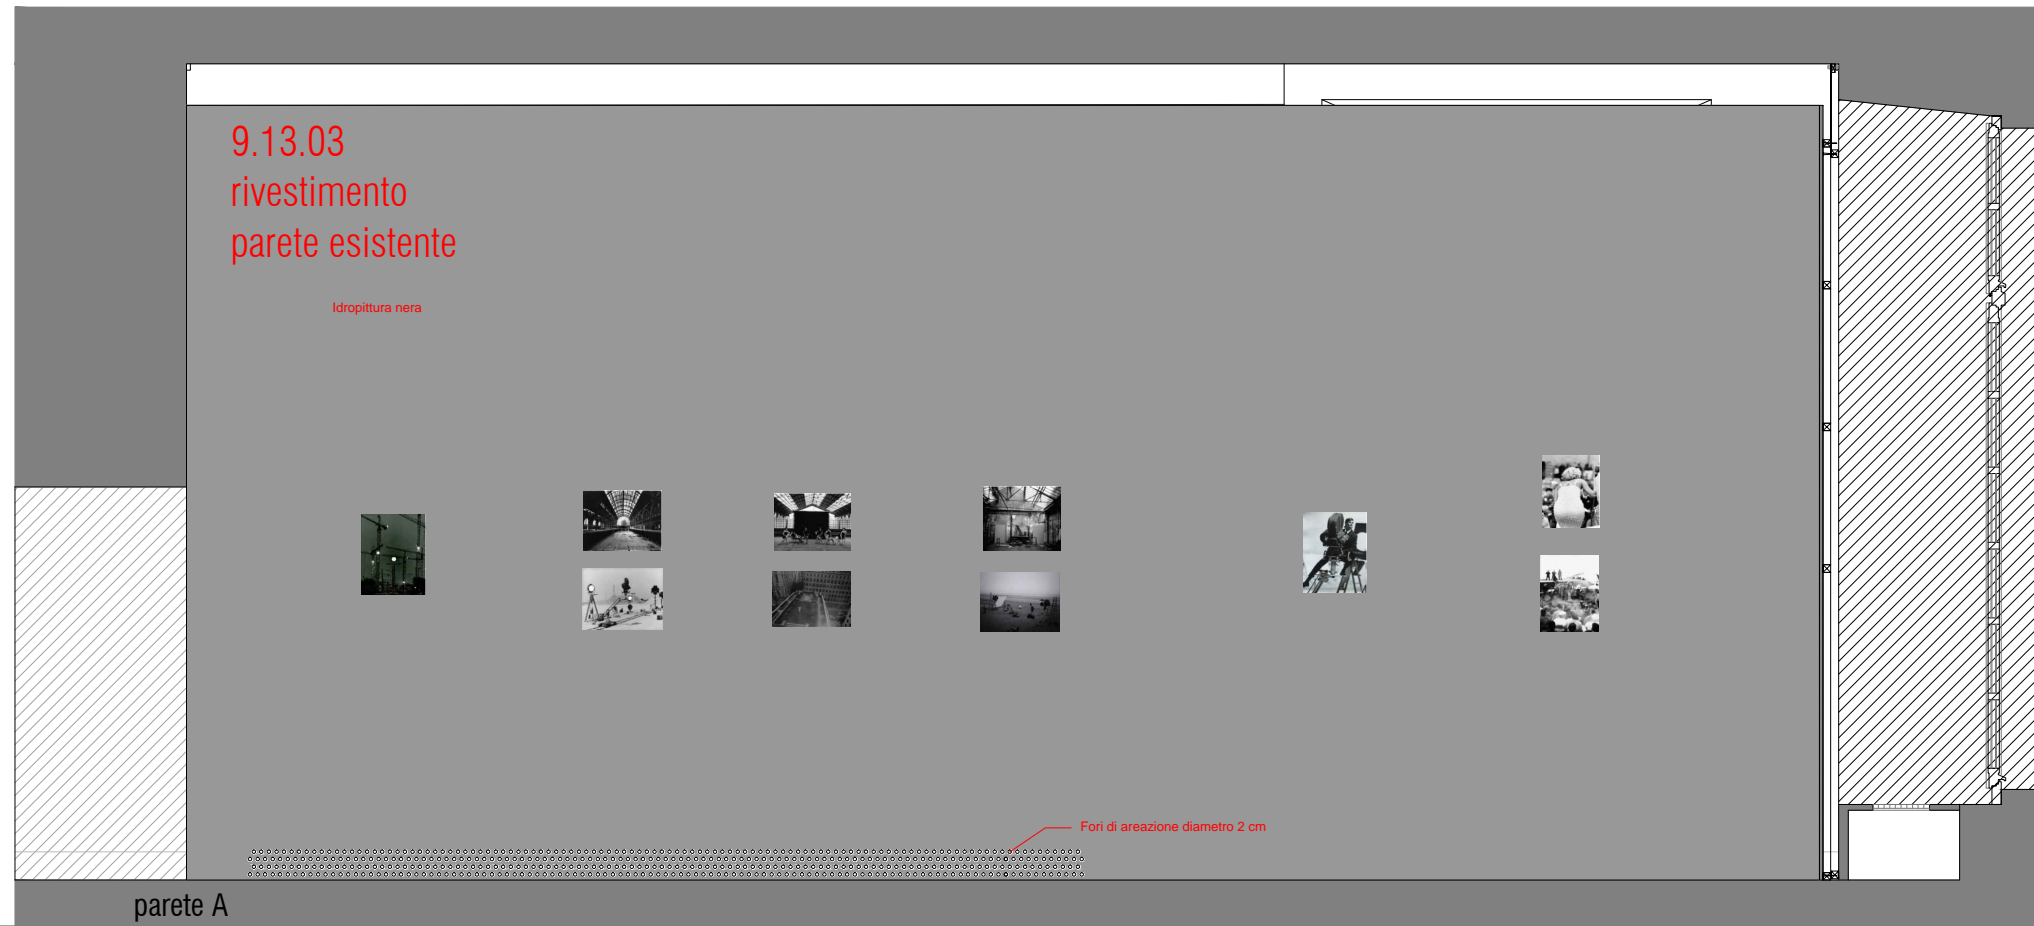 9.13.03
rivestimento
parete esistente
Idropittura nera
Fori di areazione diametro 2 cm
parete A